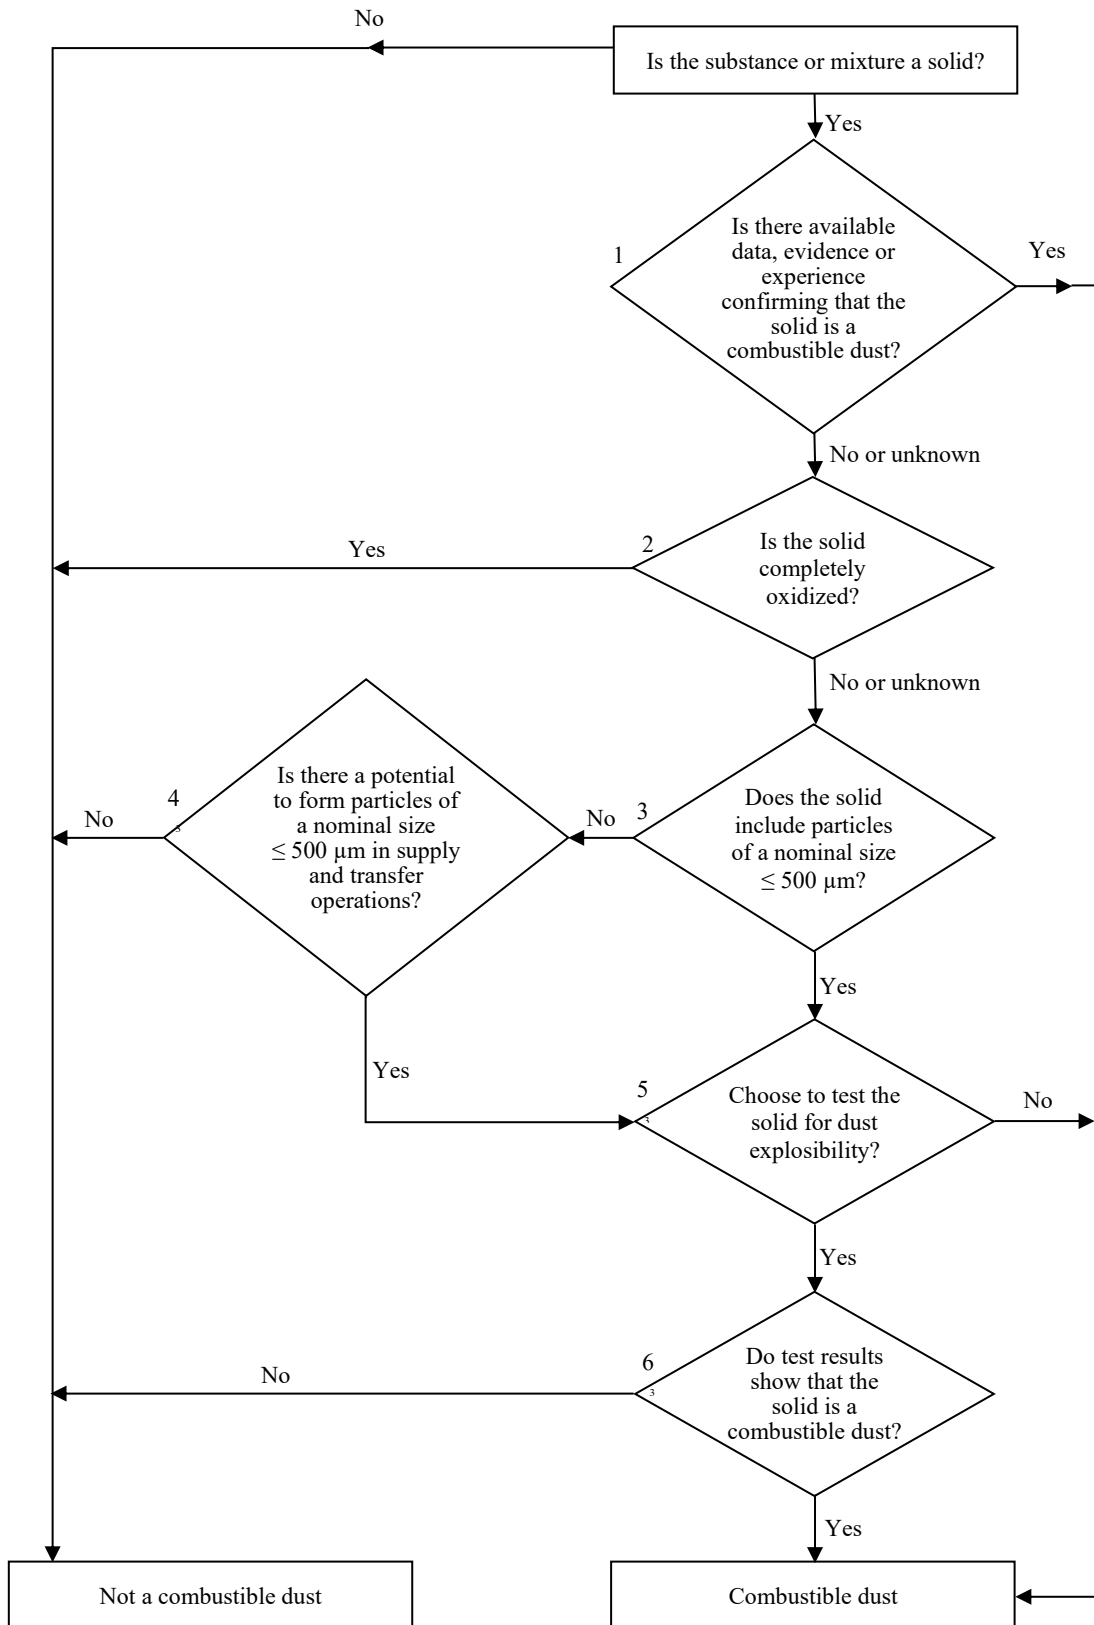 No
Is the substance or mixture a solid?
Yes
1
Is there available
data, evidence or
experience
confirming that the
solid is a
combustible dust?
Yes
No or unknown
2
Is the solid
completely
oxidized?
Yes
No or unknown
3
Does the solid
include particles
of a nominal size
≤ 500 µm?
No
4
Is there a potential
to form particles of
a nominal size
≤ 500 µm in supply
and transfer
operations?
No
Yes
Yes
5
Choose to test the
solid for dust
explosibility?
No
Yes
6
3
Do test results
show that the
solid is a
combustible dust?
No
Yes
Not a combustible dust
Combustible dust